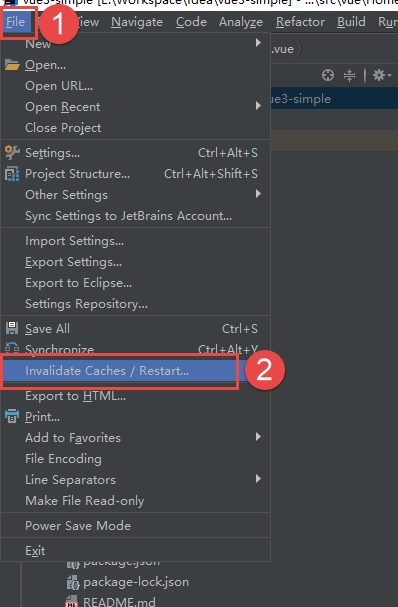 vue3-simple [E:\Workspace\Idea\vue3-simple] - ...\src\vue\
File View Navigate Code Analyze Refactor Build Run
1
New
.vue
Open...
Open URL...
ue3-simple
Open Recent
Close Project
Settings... Ctrl+Alt+S
Project Structure... Ctrl+Alt+Shift+S
Other Settings
Sync Settings to JetBrains Account...
Import Settings...
Export Settings...
Export to Eclipse...
Settings Repository...
Save All Ctrl+S
Synchronize Ctrl+Alt+Y
Invalidate Caches / Restart... 2
Export to HTML...
Print...
Add to Favorites
File Encoding
Line Separators
Make File Read-only
Power Save Mode
Exit
package.json
package-lock.json
README.md